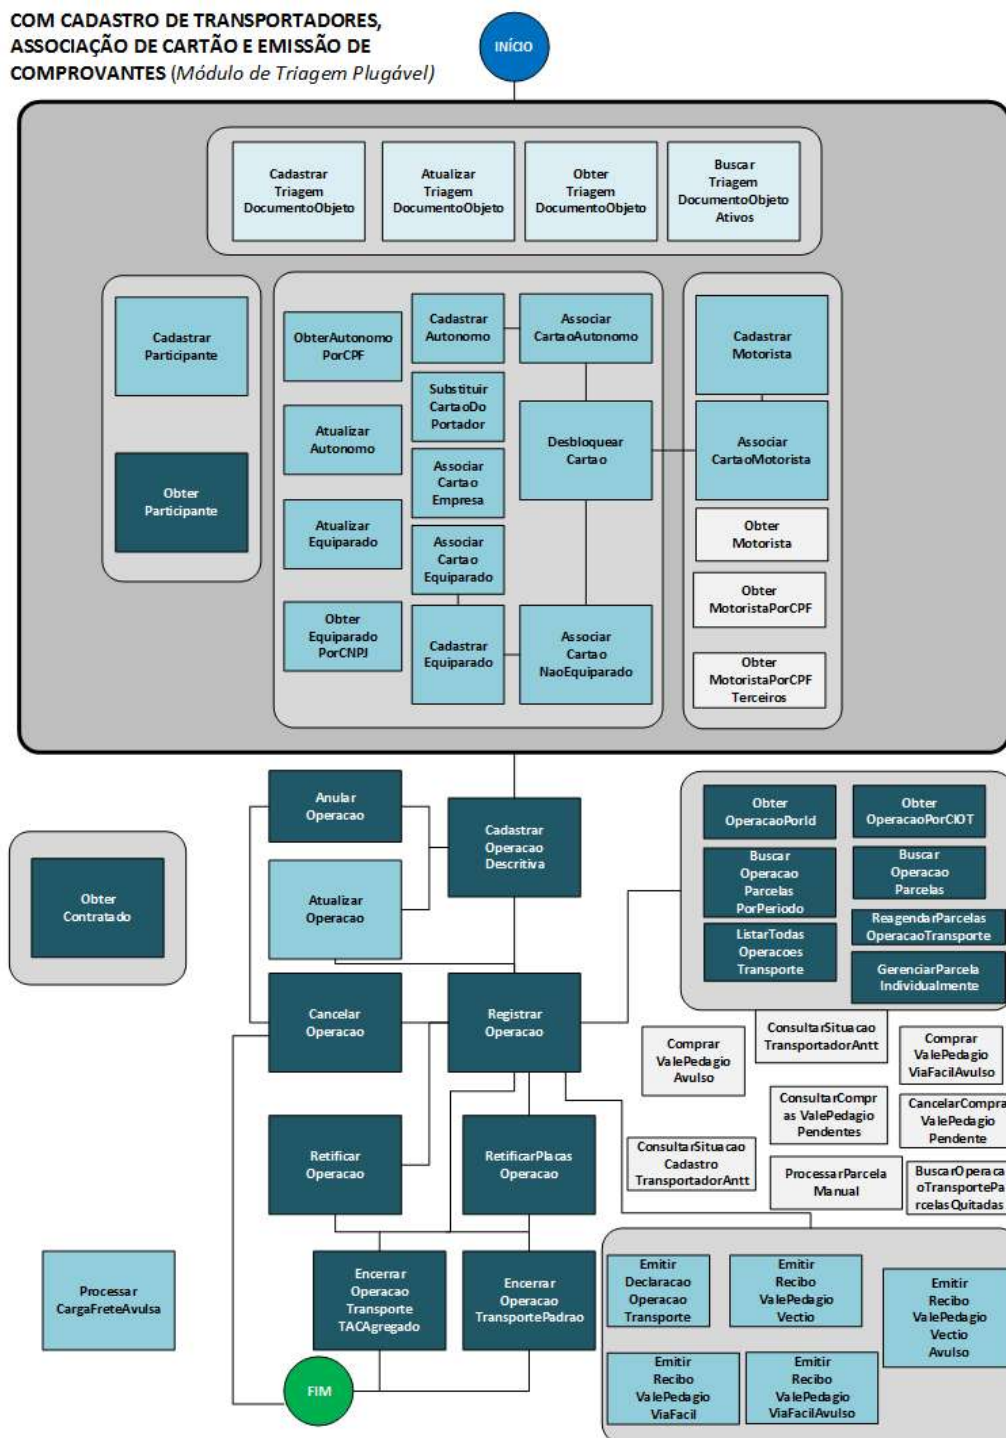 COM CADASTRO DE TRANSPORTADORES,
ASSOCIAÇÃO DE CARTÃO E EMISSÃO DE
COMPROVANTES (Módulo de Triagem Plugável)
INÍCIO
Cadastrar
Triagem
DocumentoObjeto
Atualizar
Triagem
DocumentoObjeto
Obter
Triagem
DocumentoObjeto
Buscar
Triagem
DocumentoObjeto
Ativos
Cadastrar
Participante
Obter
Participante
ObterAutonomo
PorCPF
Atualizar
Autonomo
Atualizar
Equiparado
Obter
Equiparado
PorCNPJ
Cadastrar
Autonomo
Substituir
CartaoDo
Portador
Associar
Cartao
Empresa
Associar
Cartao
Equiparado
Cadastrar
Equiparado
Associar
CartaoAutonomo
Desbloquear
Cartao
Associar
Cartao
NaoEquiparado
Cadastrar
Motorista
Associar
CartaoMotorista
Obter
Motorista
Obter
MotoristaPorCPF
Obter
MotoristaPorCPF
Terceiros
Obter
Contratado
Anular
Operacao
Atualizar
Operacao
Cadastrar
Operacao
Descritiva
Cancelar
Operacao
Registrar
Operacao
Retificar
Operacao
RetificarPlacas
Operacao
Encerrar
Operacao
Transporte
TACAgregado
Encerrar
Operacao
TransportePadrao
Processar
CargaFreteAvulsa
FIM
Obter
OperacaoPorId
Obter
OperacaoPorCIOT
Buscar
Operacao
Parcelas
PorPeriodo
Buscar
Operacao
Parcelas
ListarTodas
Operacoes
Transporte
ReagendarParcelas
OperacaoTransporte
GerenciarParcela
Individualmente
Comprar
ValePedagio
Avulso
ConsultarSituacao
TransportadorAntt
Comprar
ValePedagio
ViaFacilAvulso
ConsultarCompr
as ValePedagio
Pendentes
CancelarCompra
ValePedagio
Pendente
ConsultarSituacao
Cadastro
TransportadorAntt
ProcessarParcela
Manual
BuscarOperaca
oTransportePa
rcelasQuitadas
Emitir
Declaracao
Operacao
Transporte
Emitir
Recibo
ValePedagio
Vectio
Emitir
Recibo
ValePedagio
Vectio
Avulso
Emitir
Recibo
ValePedagio
ViaFacil
Emitir
Recibo
ValePedagio
ViaFacilAvulso